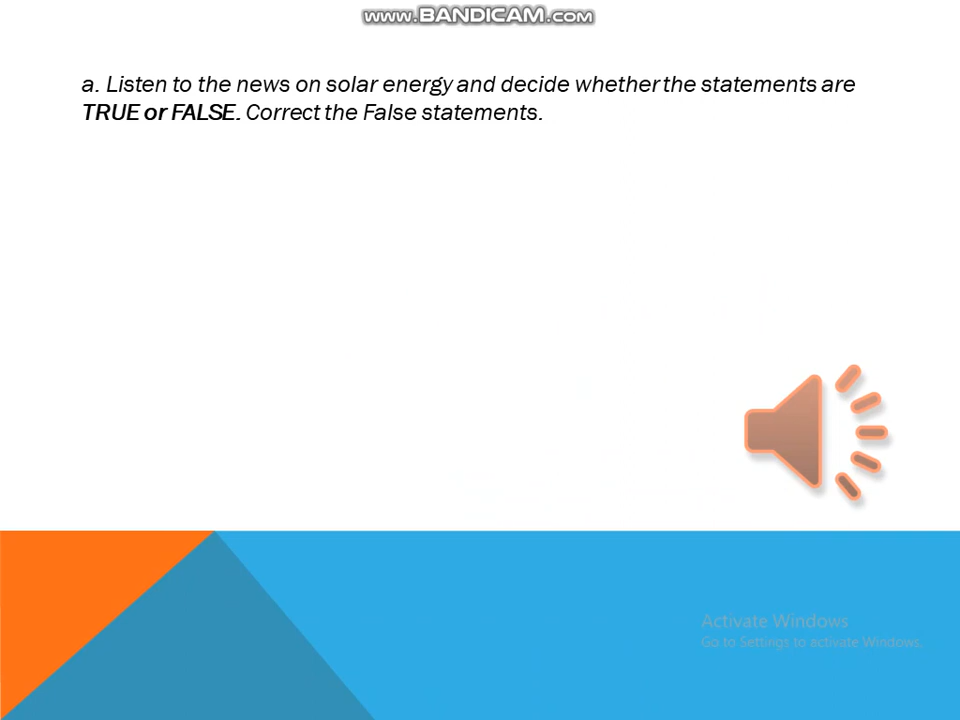 www.BANDICAM.com
a. Listen to the news on solar energy and decide whether the statements are
TRUE or FALSE. Correct the False statements.
Activate Windows
Go to Settings to activate Windows.